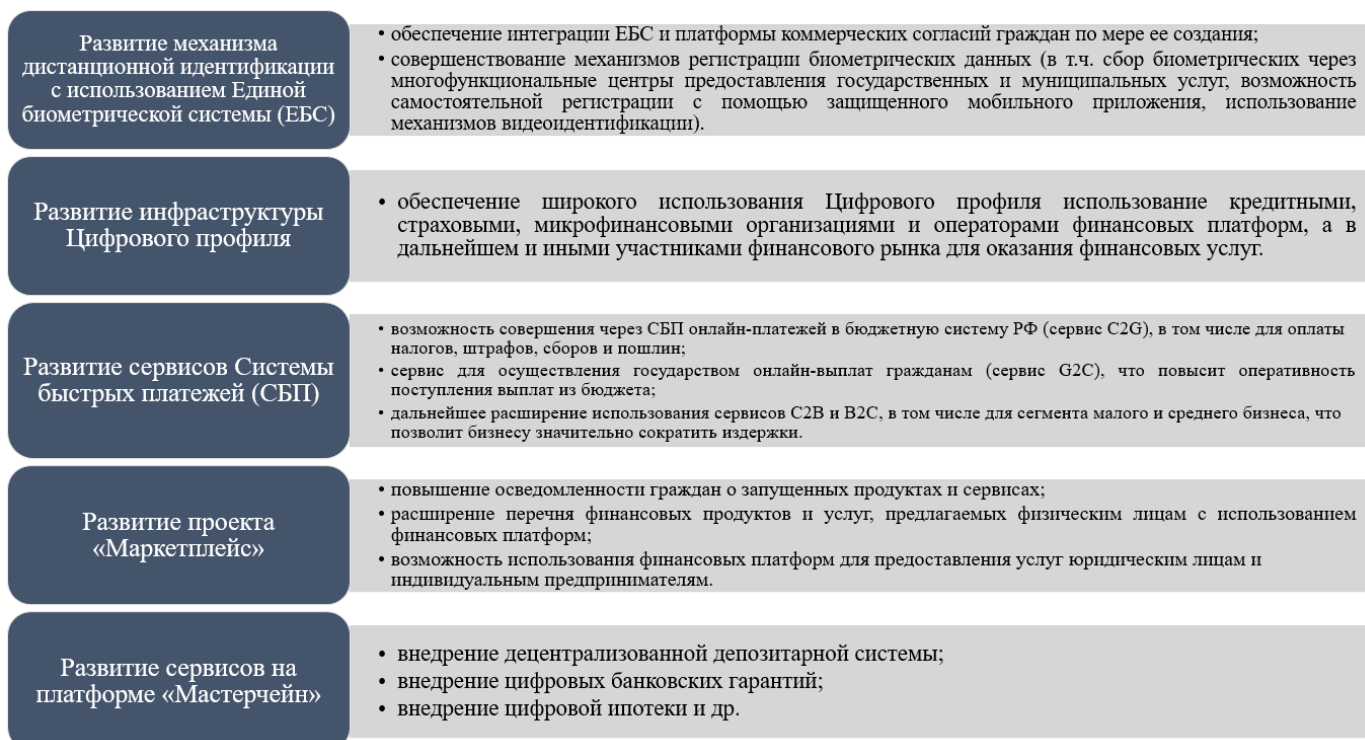 Развитие механизма
дистанционной идентификации
с использованием Единой
биометрической системы (ЕБС)
• обеспечение интеграции ЕБС и платформы коммерческих согласий граждан по мере ее создания;
• совершенствование механизмов регистрации биометрических данных (в т.ч. сбор биометрических через
многофункциональные центры предоставления государственных и муниципальных услуг, возможность
самостоятельной регистрации с помощью защищенного мобильного приложения, использование
механизмов видеоидентификации).
Развитие инфраструктуры
Цифрового профиля
• обеспечение широкого использования Цифрового профиля использование кредитными,
страховыми, микрофинансовыми организациями и операторами финансовых платформ, а в
дальнейшем и иными участниками финансового рынка для оказания финансовых услуг.
Развитие сервисов Системы
быстрых платежей (СБП)
• возможность совершения через СБП онлайн-платежей в бюджетную систему РФ (сервис C2G), в том числе для оплаты
налогов, штрафов, сборов и пошлин;
• сервис для осуществления государством онлайн-выплат гражданам (сервис G2C), что повысит оперативность
поступления выплат из бюджета;
• дальнейшее расширение использования сервисов C2B и B2C, в том числе для сегмента малого и среднего бизнеса, что
позволит бизнесу значительно сократить издержки.
Развитие проекта
«Маркетплейс»
• повышение осведомленности граждан о запущенных продуктах и сервисах;
• расширение перечня финансовых продуктов и услуг, предлагаемых физическим лицам с использованием
финансовых платформ;
• возможность использования финансовых платформ для предоставления услуг юридическим лицам и
индивидуальным предпринимателям.
Развитие сервисов на
платформе «Мастерчейн»
• внедрение децентрализованной депозитарной системы;
• внедрение цифровых банковских гарантий;
• внедрение цифровой ипотеки и др.